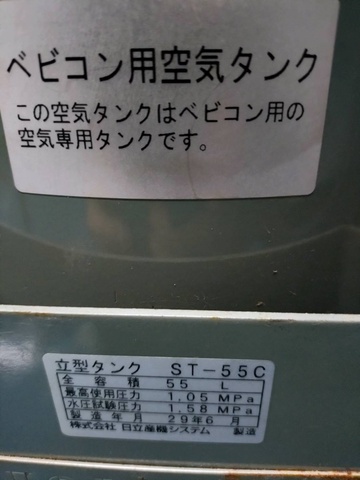 ベビコン用空気タンク
この空気タンクはベビコン用の
空気専用タンクです。
立型タンク ST-55C
全容積 55 L
最高使用圧力 1.05 MPa
水圧試験圧力 1.58 MPa
製造年月 29年6月
株式会社 日立産機システム 製造